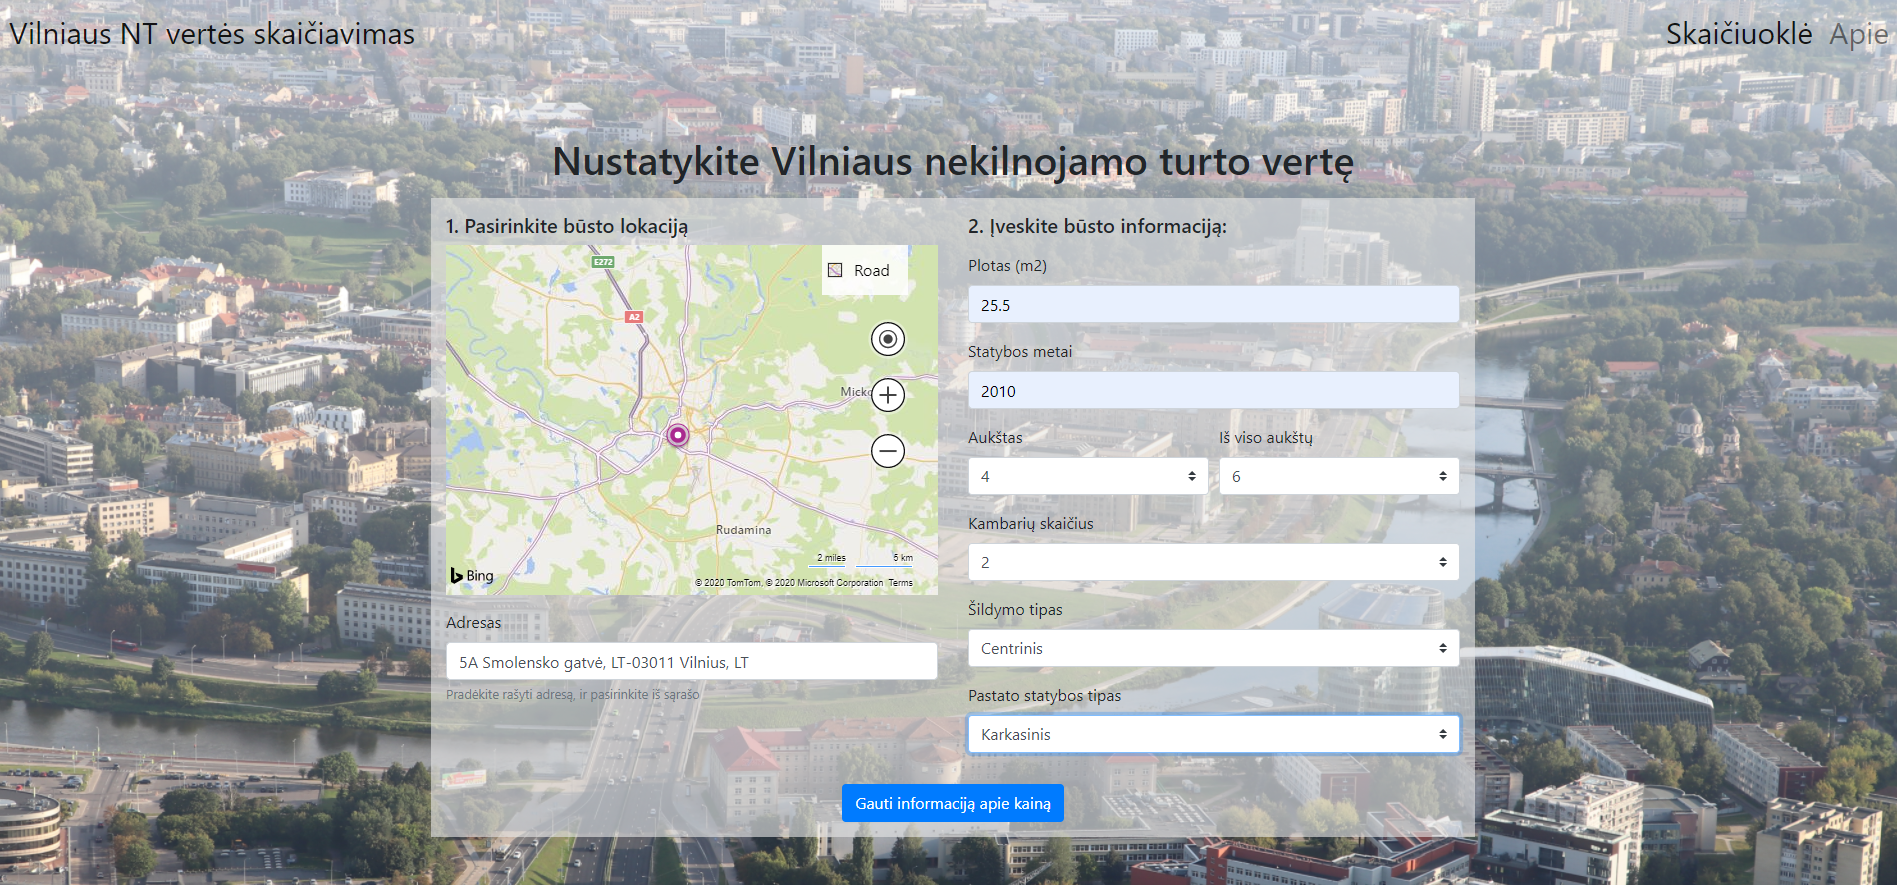 Vilniaus NT vertės skaičiavimas
Skaičiuoklė Apie
Nustatykite Vilniaus nekilnojamo turto vertę
1. Pasirinkite būsto lokaciją
E272
Road
A2
Micko
Rudamina
2 miles 5 km
Bing
© 2020 TomTom, © 2020 Microsoft Corporation Terms
Adresas
5A Smolensko gatvė, LT-03011 Vilnius, LT
Pradėkite rašyti adresą, ir pasirinkite iš sąrašo
2. Įveskite būsto informaciją:
Plotas (m2)
25.5
Statybos metai
2010
Aukštas Iš viso aukštų
4 6
Kambarių skaičius
2
Šildymo tipas
Centrinis
Pastato statybos tipas
Karkasinis
Gauti informaciją apie kainą